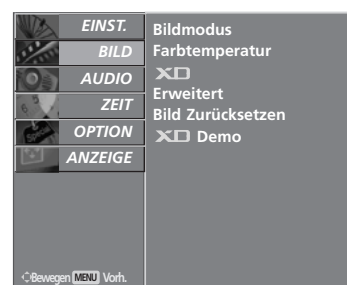 EINST.
BILD
AUDIO
ZEIT
OPTION
ANZEIGE
Bewegen MENU Vorh.
Bildmodus
Farbtemperatur
XD
Erweitert
Bild Zurücksetzen
XD Demo